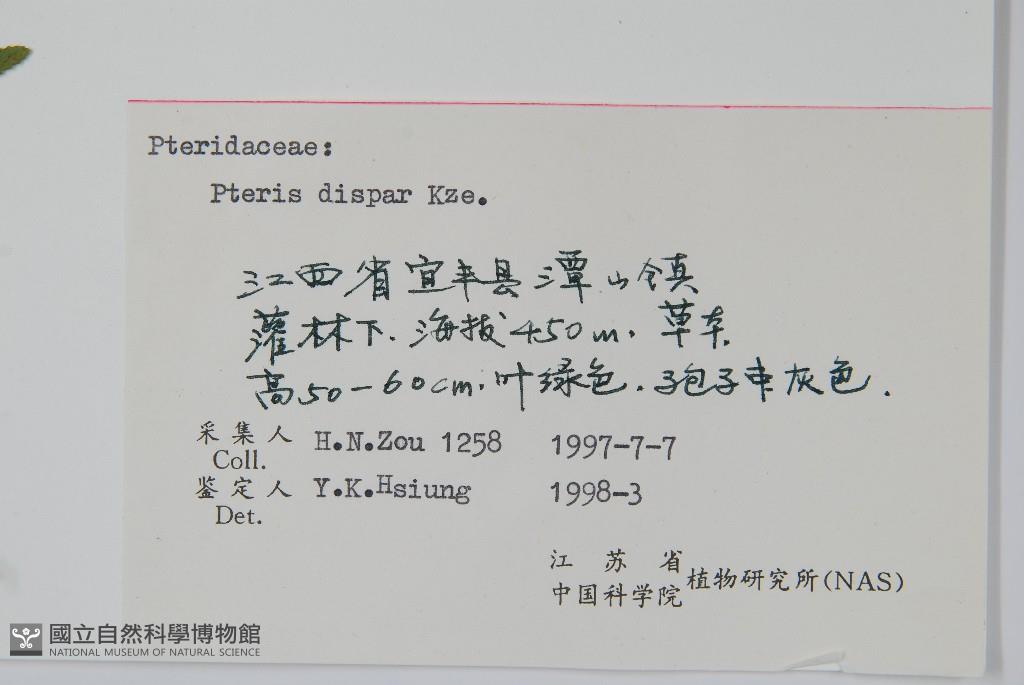 Pteridaceae:
Pteris dispar Kze.
江西省宜丰县潭山镇
灌林下. 海拔450m. 草本.
高50-60cm. 叶绿色. 孢子束灰色.
采集人 H.N.Zou 1258 1997-7-7
Coll.
鉴定人 Y.K.Hsiung 1998-3
Det.
江苏省
中国科学院 植物研究所(NAS)
國立自然科學博物館
NATIONAL MUSEUM OF NATURAL SCIENCE